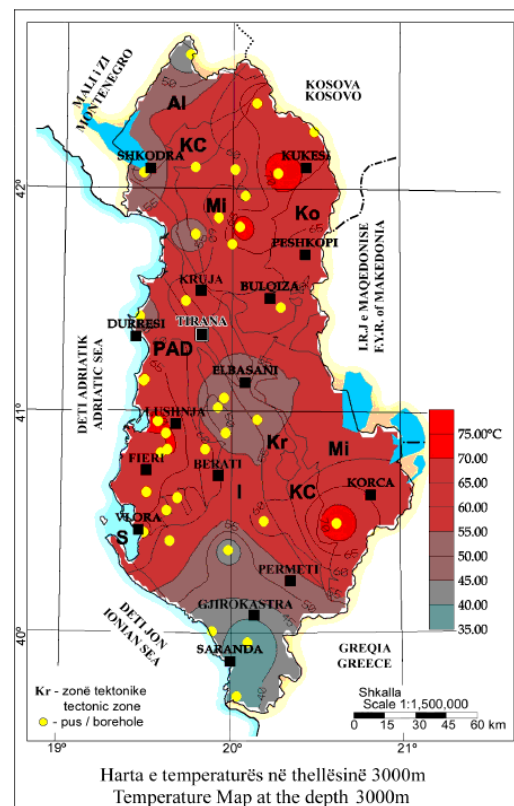 MALI i ZI
MONTENEGRO
KOSOVA
KOSOVO
Al
KC
SHKODRA
KUKESI
42°
Mi
Ko
PESHKOPI
KRUJA
BULQIZA
I.R.J e MAQEDONISE
F.Y.R. of MAKEDONIA
DURRESI
TIRANA
DETI ADRIATIK
ADRIATIC SEA
PAD
ELBASANI
41°
LUSHNJA
Kr
Mi
75.00°C
70.00
65.00
55.00
50.00
45.00
40.00
35.00
FIERI
BERATI
I
KC
KORCA
VLORA
S
PERMETI
DETI JON
IONIAN SEA
GJIROKASTRA
40°
SARANDA
GREQIA
GREECE
Kr - zonë tektonike
tectonic zone
- pus / borehole
Shkalla
Scale 1:1,500,000
0 15 30 45 60 km
19° 20° 21°
Harta e temperaturës në thellësinë 3000m
Temperature Map at the depth 3000m